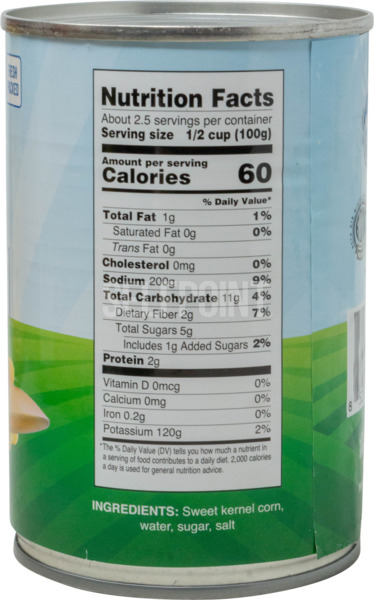 FRESH
PACKED
Nutrition Facts
About 2.5 servings per container
Serving size 1/2 cup (100g)
Amount per serving
Calories 60
% Daily Value*
Total Fat 1g 1%
Saturated Fat 0g 0%
Trans Fat 0g
Cholesterol 0mg 0%
Sodium 200g 9%
Total Carbohydrate 11g 4%
Dietary Fiber 2g 7%
Total Sugars 5g
Includes 1g Added Sugars 2%
Protein 2g
Vitamin D 0mcg 0%
Calcium 0mg 0%
Iron 0.2g 0%
Potassium 120g 2%
*The % Daily Value (DV) tells you how much a nutrient in
a serving of food contributes to a daily diet. 2,000 calories
a day is used for general nutrition advice.
INGREDIENTS: Sweet kernel corn,
water, sugar, salt
8